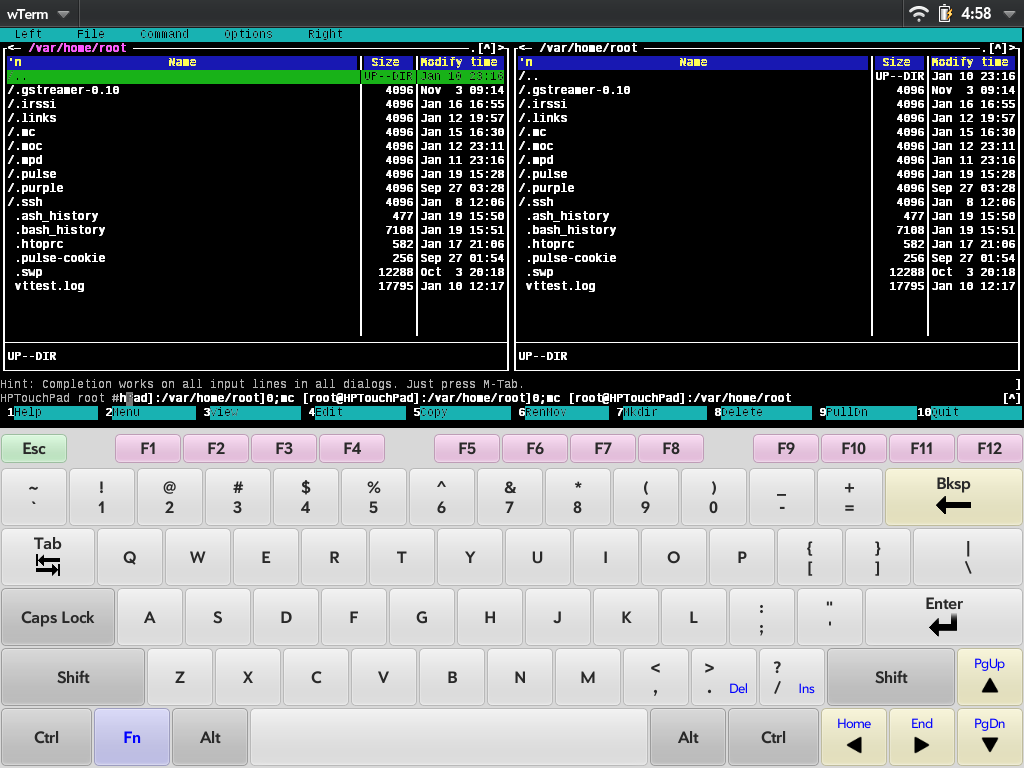 wTerm 4:58
Left File Command Options Right
<─ /var/home/root .[^]> <─ /var/home/root .[^]>
'n Name Size Modify time 'n Name Size Modify time
/.. UP--DIR Jan 10 23:16 /.. UP--DIR Jan 10 23:16
/.gstreamer-0.10 4096 Nov 3 09:14 /.gstreamer-0.10 4096 Nov 3 09:14
/.irssi 4096 Jan 16 16:55 /.irssi 4096 Jan 16 16:55
/.links 4096 Jan 12 19:57 /.links 4096 Jan 12 19:57
/.mc 4096 Jan 15 16:30 /.mc 4096 Jan 15 16:30
/.moc 4096 Jan 12 23:11 /.moc 4096 Jan 12 23:11
/.mpd 4096 Jan 11 23:16 /.mpd 4096 Jan 11 23:16
/.pulse 4096 Jan 19 15:28 /.pulse 4096 Jan 19 15:28
/.purple 4096 Sep 27 03:28 /.purple 4096 Sep 27 03:28
/.ssh 4096 Jan 8 12:06 /.ssh 4096 Jan 8 12:06
.ash_history 477 Jan 19 15:50 .ash_history 477 Jan 19 15:50
.bash_history 7108 Jan 19 15:51 .bash_history 7108 Jan 19 15:51
.htoprc 582 Jan 17 21:06 .htoprc 582 Jan 17 21:06
.pulse-cookie 256 Sep 27 01:54 .pulse-cookie 256 Sep 27 01:54
.swp 12288 Oct 3 20:18 .swp 12288 Oct 3 20:18
vttest.log 17795 Jan 10 12:17 vttest.log 17795 Jan 10 12:17
UP--DIR UP--DIR
Hint: Completion works on all input lines in all dialogs. Just press M-Tab. ]
HPTouchPad root #h ad]:/var/home/root]0;mc [root@HPTouchPad]:/var/home/root]0;mc [root@HPTouchPad]:/var/home/root [^]
1Help 2Menu 3View 4Edit 5Copy 6RenMov 7Mkdir 8Delete 9PullDn 10Quit
Esc F1 F2 F3 F4 F5 F6 F7 F8 F9 F10 F11 F12
~ ! @ # $ % ^ & * ( ) _ + Bksp
` 1 2 3 4 5 6 7 8 9 0 - =
Tab Q W E R T Y U I O P { } |
[ ] \
Caps Lock A S D F G H J K L : " Enter
; '
Shift Z X C V B N M < > ? Shift PgUp
, . Del / Ins
Ctrl Fn Alt Alt Ctrl Home End PgDn